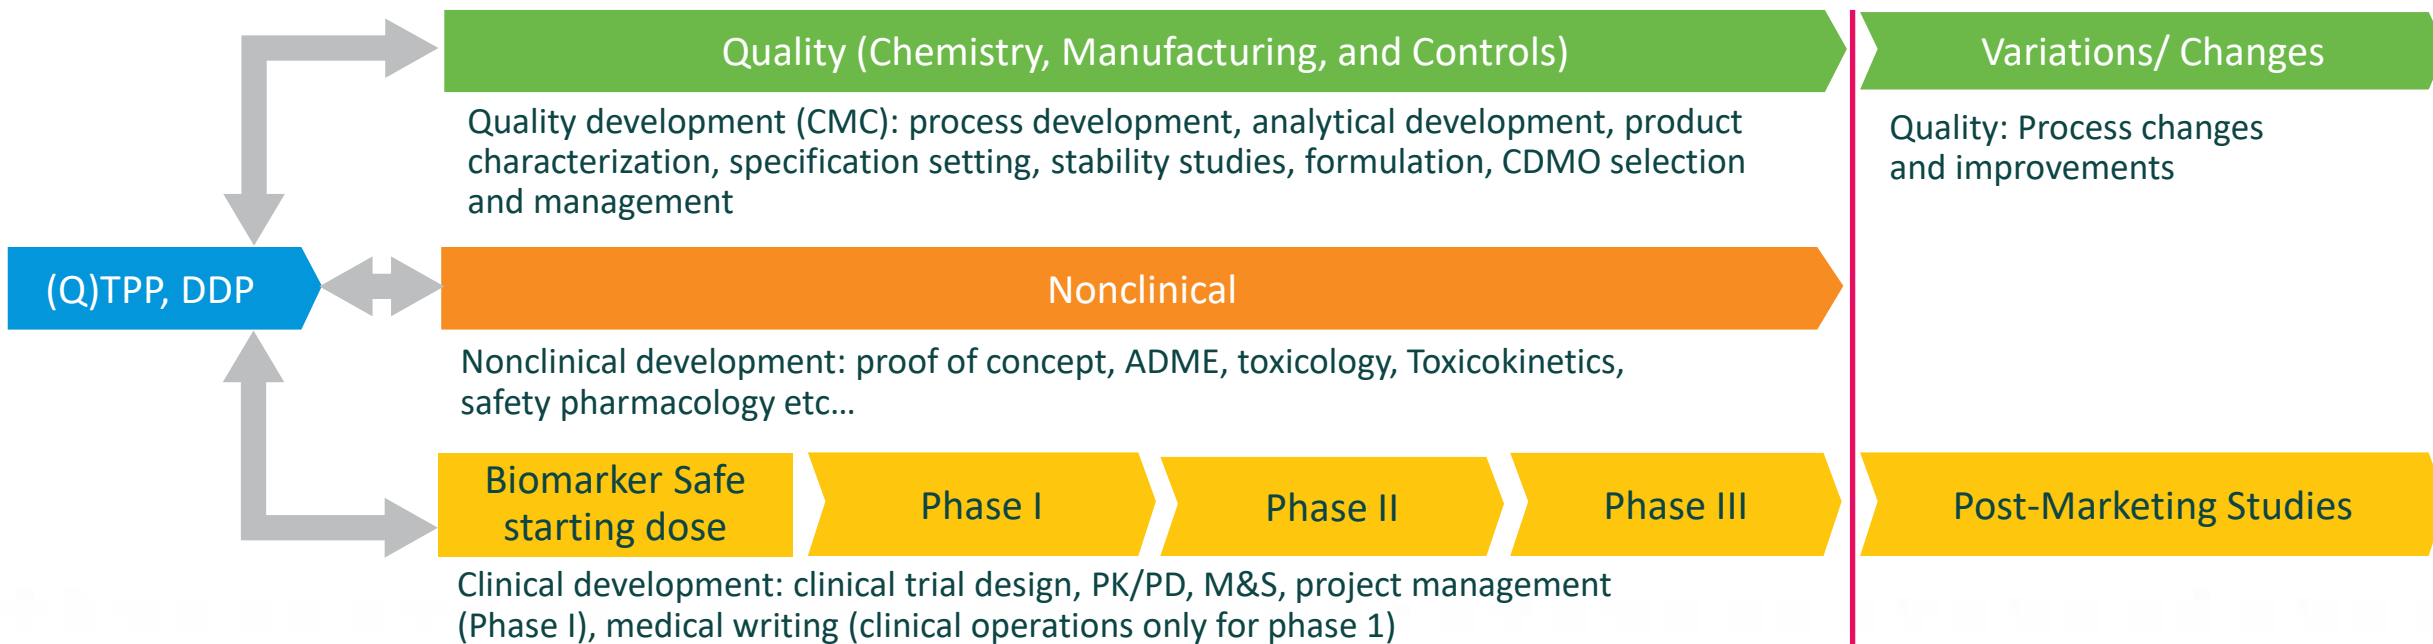 Quality (Chemistry, Manufacturing, and Controls)
Variations/ Changes
Quality development (CMC): process development, analytical development, product
characterization, specification setting, stability studies, formulation, CDMO selection
and management
Quality: Process changes
and improvements
(Q)TPP, DDP
Nonclinical
Nonclinical development: proof of concept, ADME, toxicology, Toxicokinetics,
safety pharmacology etc...
Biomarker Safe
starting dose
Phase I
Phase II
Phase III
Post-Marketing Studies
Clinical development: clinical trial design, PK/PD, M&S, project management
(Phase I), medical writing (clinical operations only for phase 1)